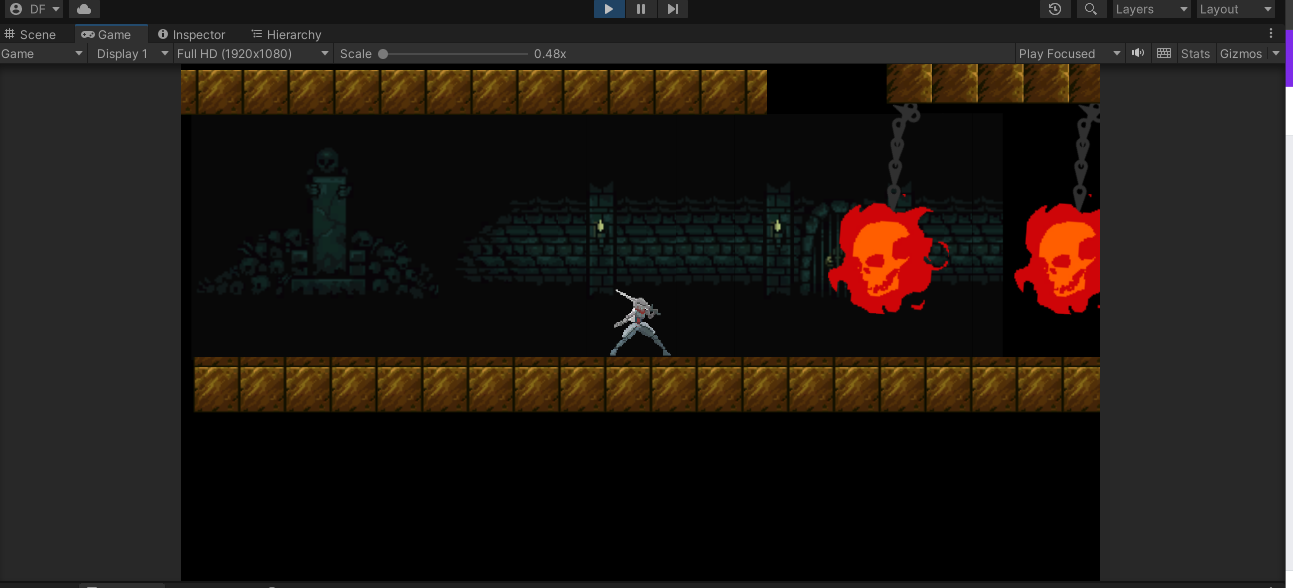 DF Layers Layout
Scene Game Inspector Hierarchy
Game Display 1 Full HD (1920x1080) Scale 0.48x Play Focused Stats Gizmos